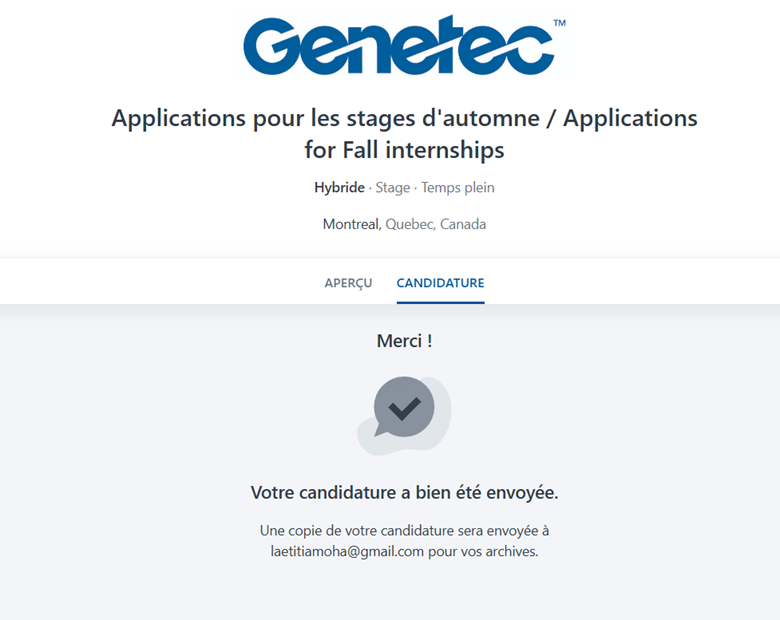 Genetec™
Applications pour les stages d'automne / Applications
for Fall internships
Hybride · Stage · Temps plein
Montreal, Quebec, Canada
APERÇU CANDIDATURE
Merci !
Votre candidature a bien été envoyée.
Une copie de votre candidature sera envoyée à
laetitiamoha@gmail.com pour vos archives.